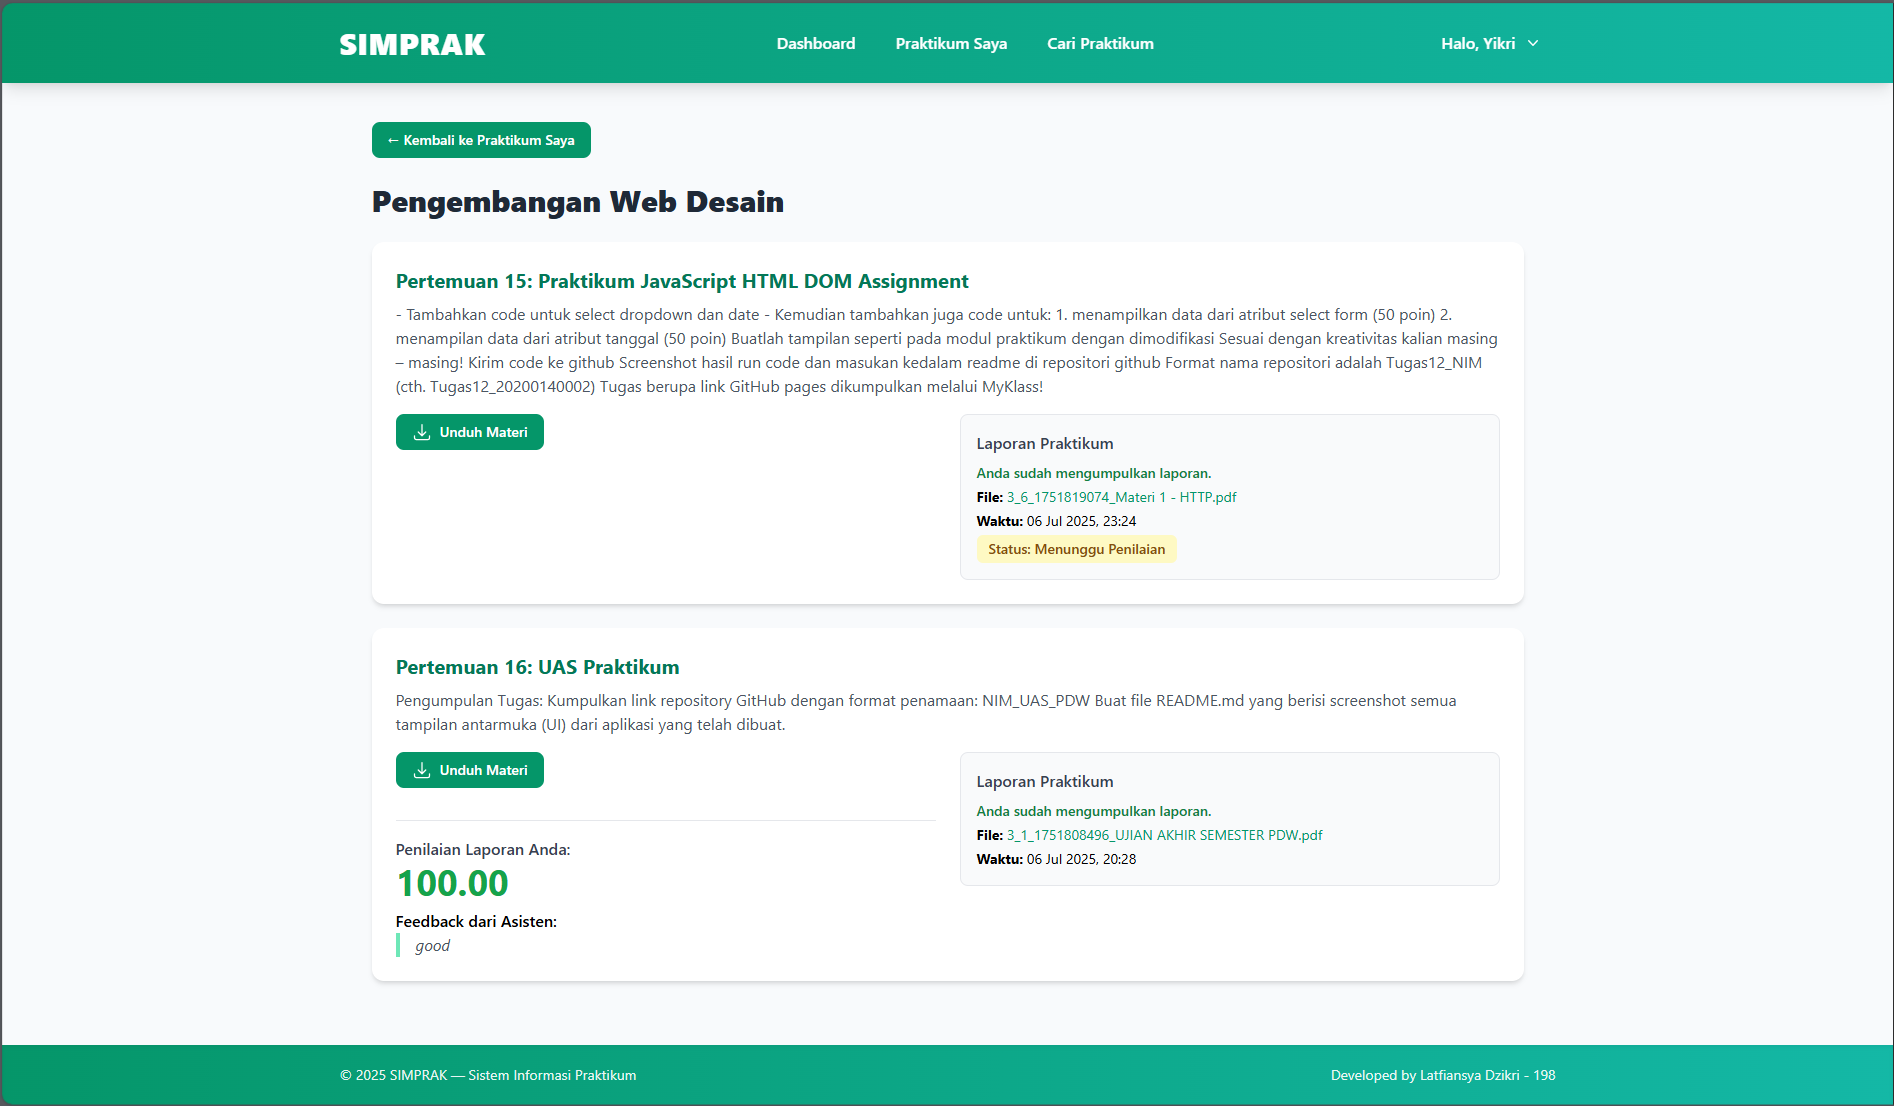 SIMPRAK
Dashboard
Praktikum Saya
Cari Praktikum
Halo, Yikri
← Kembali ke Praktikum Saya
Pengembangan Web Desain
Pertemuan 15: Praktikum JavaScript HTML DOM Assignment
- Tambahkan code untuk select dropdown dan date - Kemudian tambahkan juga code untuk: 1. menampilkan data dari atribut select form (50 poin) 2.
menampilan data dari atribut tanggal (50 poin) Buatlah tampilan seperti pada modul praktikum dengan dimodifikasi Sesuai dengan kreativitas kalian masing
– masing! Kirim code ke github Screenshot hasil run code dan masukan kedalam readme di repositori github Format nama repositori adalah Tugas12_NIM
(cth. Tugas12_20200140002) Tugas berupa link GitHub pages dikumpulkan melalui MyKlass!
Unduh Materi
Laporan Praktikum
Anda sudah mengumpulkan laporan.
File: 3_6_1751819074_Materi 1 - HTTP.pdf
Waktu: 06 Jul 2025, 23:24
Status: Menunggu Penilaian
Pertemuan 16: UAS Praktikum
Pengumpulan Tugas: Kumpulkan link repository GitHub dengan format penamaan: NIM_UAS_PDW Buat file README.md yang berisi screenshot semua
tampilan antarmuka (UI) dari aplikasi yang telah dibuat.
Unduh Materi
Penilaian Laporan Anda:
100.00
Feedback dari Asisten:
good
Laporan Praktikum
Anda sudah mengumpulkan laporan.
File: 3_1_1751808496_UJIAN AKHIR SEMESTER PDW.pdf
Waktu: 06 Jul 2025, 20:28
© 2025 SIMPRAK — Sistem Informasi Praktikum
Developed by Latfiansya Dzikri - 198